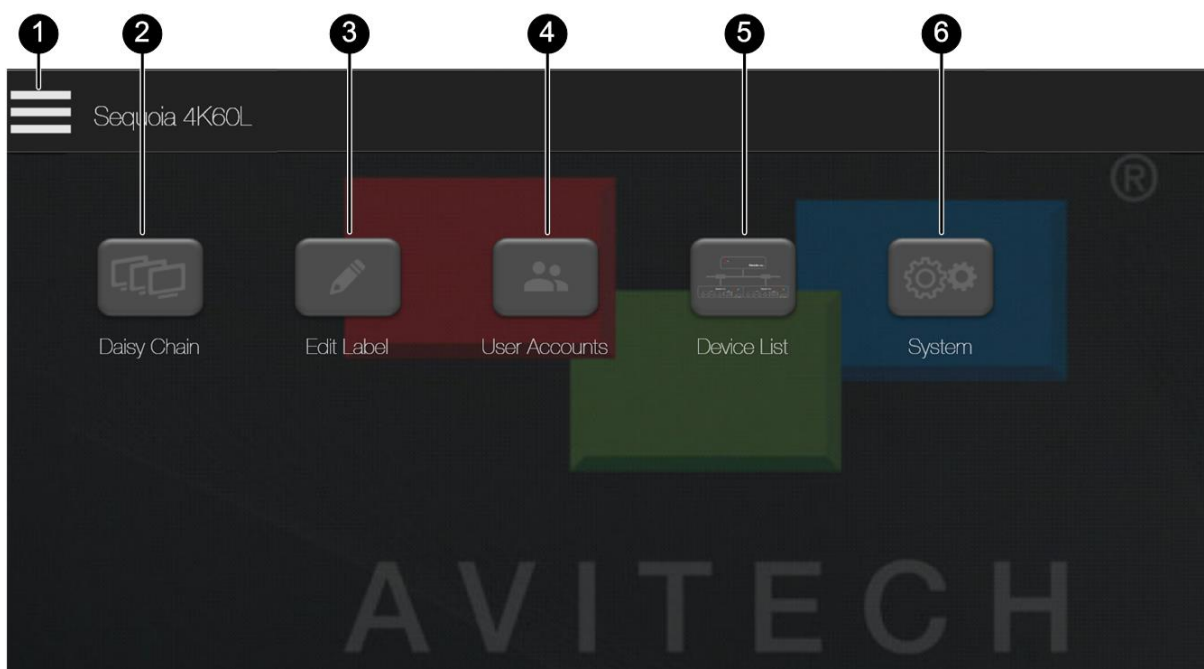 1 2 3 4 5 6
Sequoia 4K60L
®
Daisy Chain Edit Label User Accounts Device List System
AVITECH